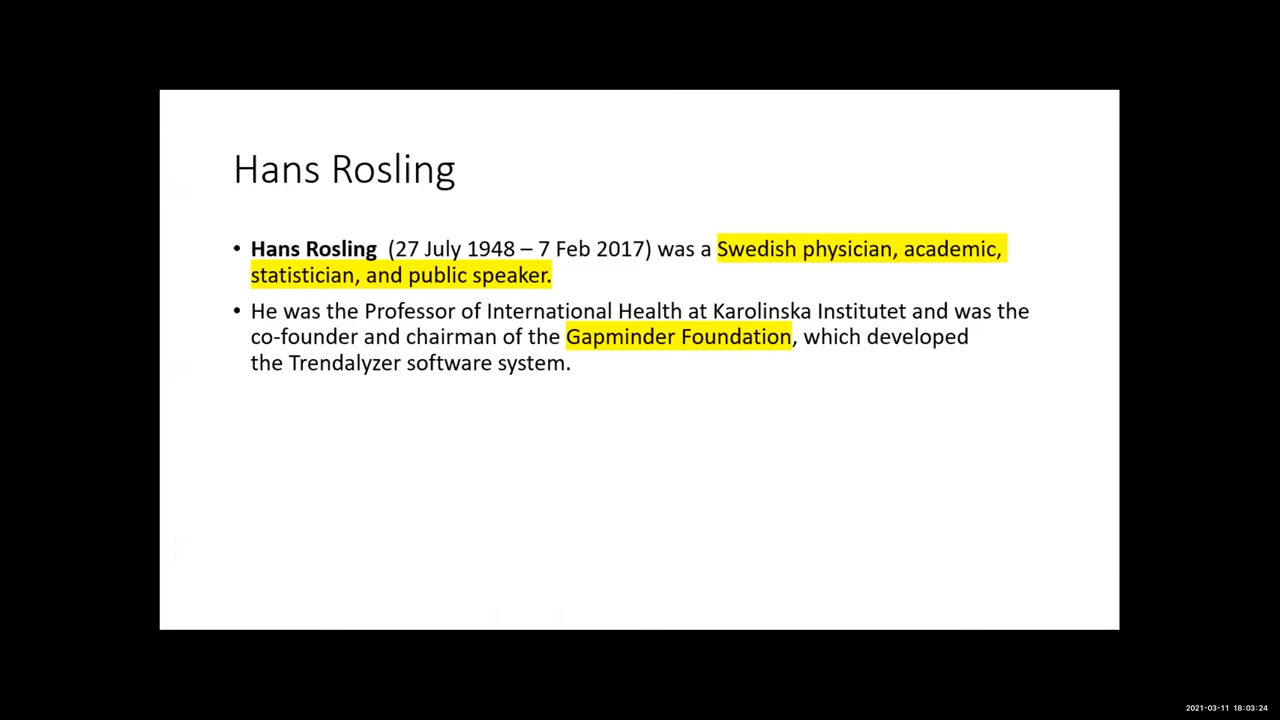 Hans Rosling
• Hans Rosling (27 July 1948 – 7 Feb 2017) was a Swedish physician, academic,
statistician, and public speaker.
• He was the Professor of International Health at Karolinska Institutet and was the
co-founder and chairman of the Gapminder Foundation, which developed
the Trendalyzer software system.
2021-03-11 18:03:24